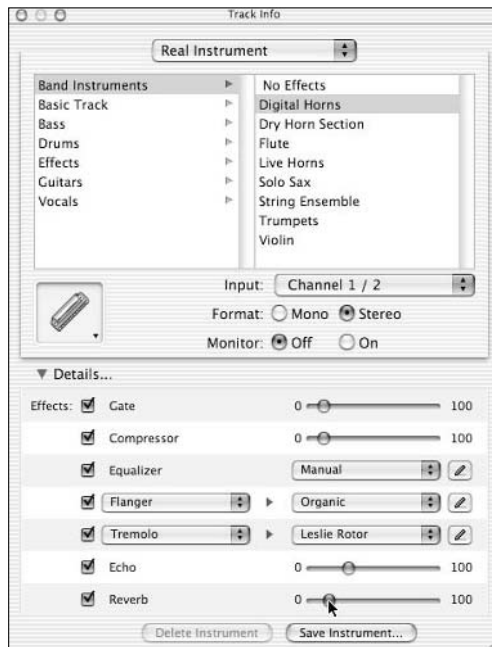 Track Info
Real Instrument
Band Instruments
Basic Track
Bass
Drums
Effects
Guitars
Vocals
No Effects
Digital Horns
Dry Horn Section
Flute
Live Horns
Solo Sax
String Ensemble
Trumpets
Violin
Input: Channel 1 / 2
Format: Mono Stereo
Monitor: Off On
Details...
Effects: Gate 0 100
Compressor 0 100
Equalizer Manual
Flanger Organic
Tremolo Leslie Rotor
Echo 0 100
Reverb 0 100
Delete Instrument Save Instrument...